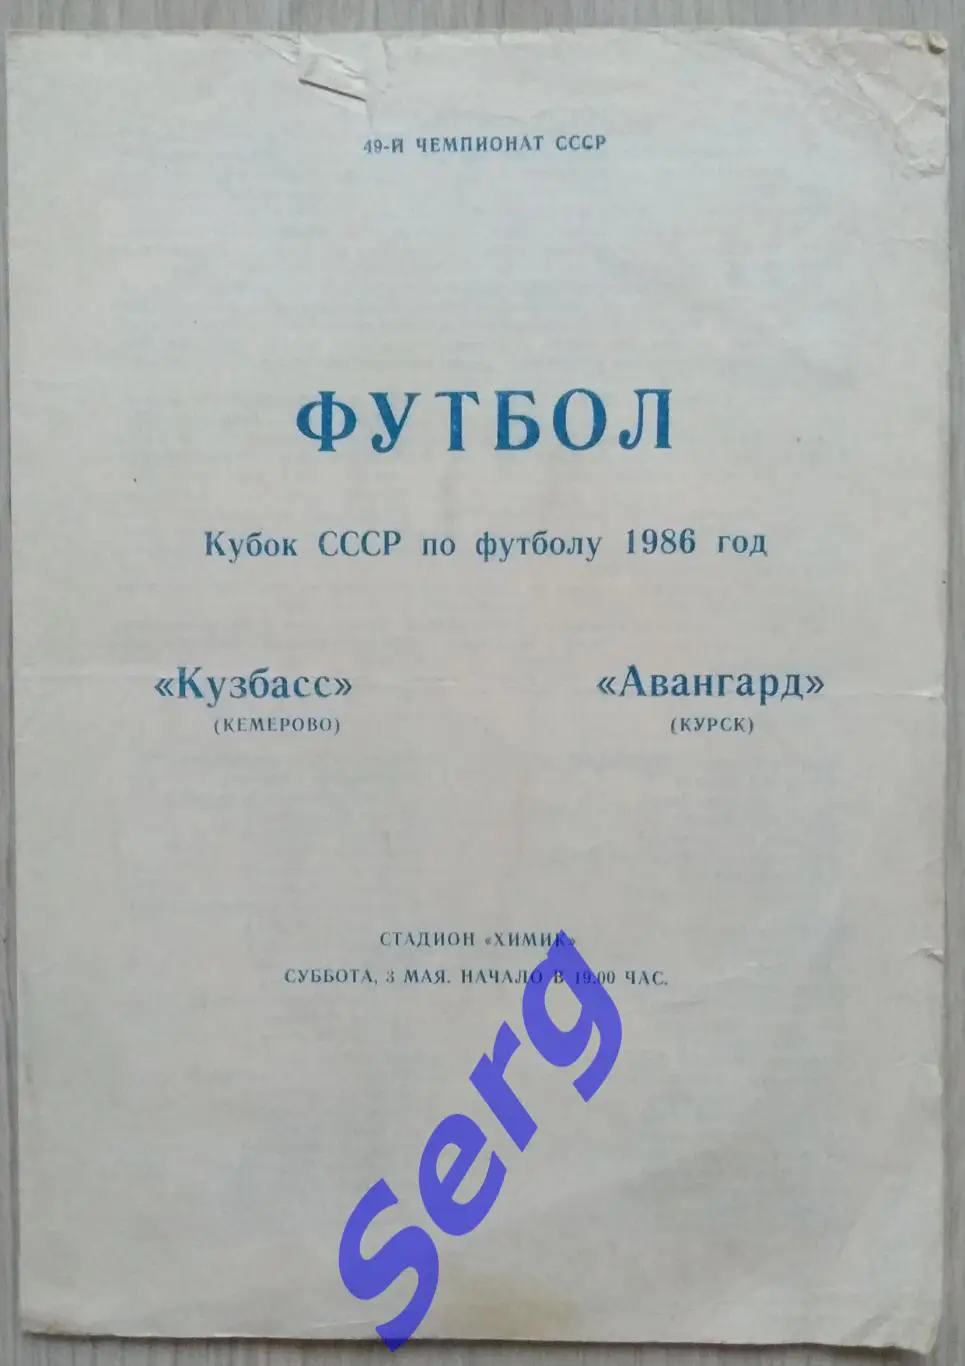 49-Й ЧЕМПИОНАТ СССР
ФУТБОЛ
Кубок СССР по футболу 1986 год
«Кузбасс»
(КЕМЕРОВО)
«Авангард»
(КУРСК)
СТАДИОН «ХИМИК»
СУББОТА, 3 МАЯ. НАЧАЛО В 19.00 ЧАС.
Serg